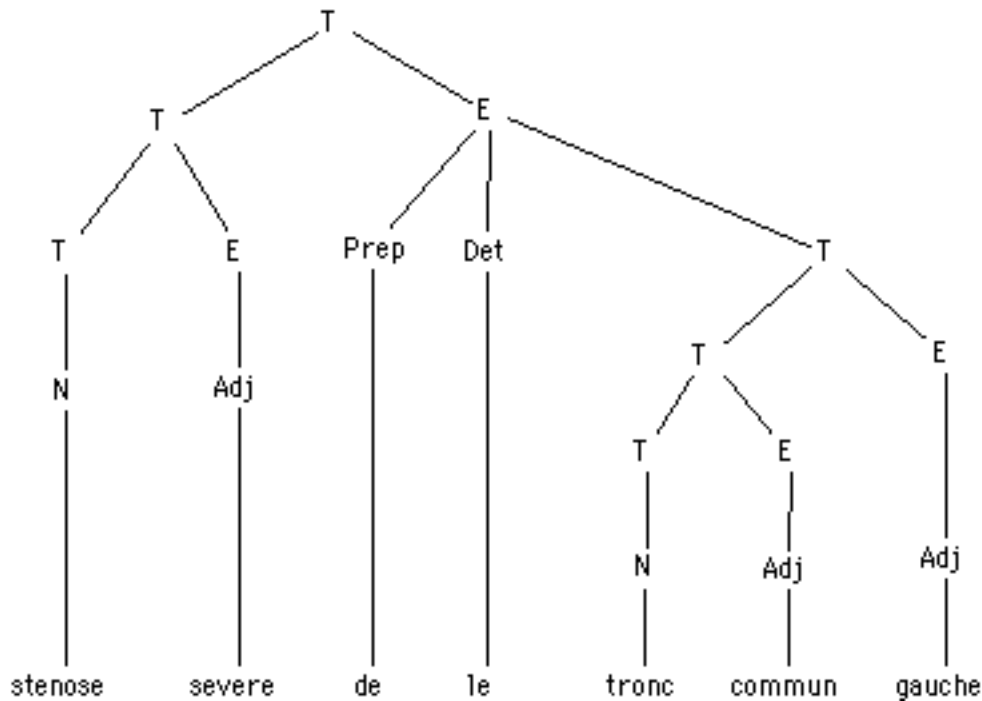 T
T E
T E Prep Det T
T E
N Adj
T E
N Adj Adj
stenose severe de le tronc commun gauche